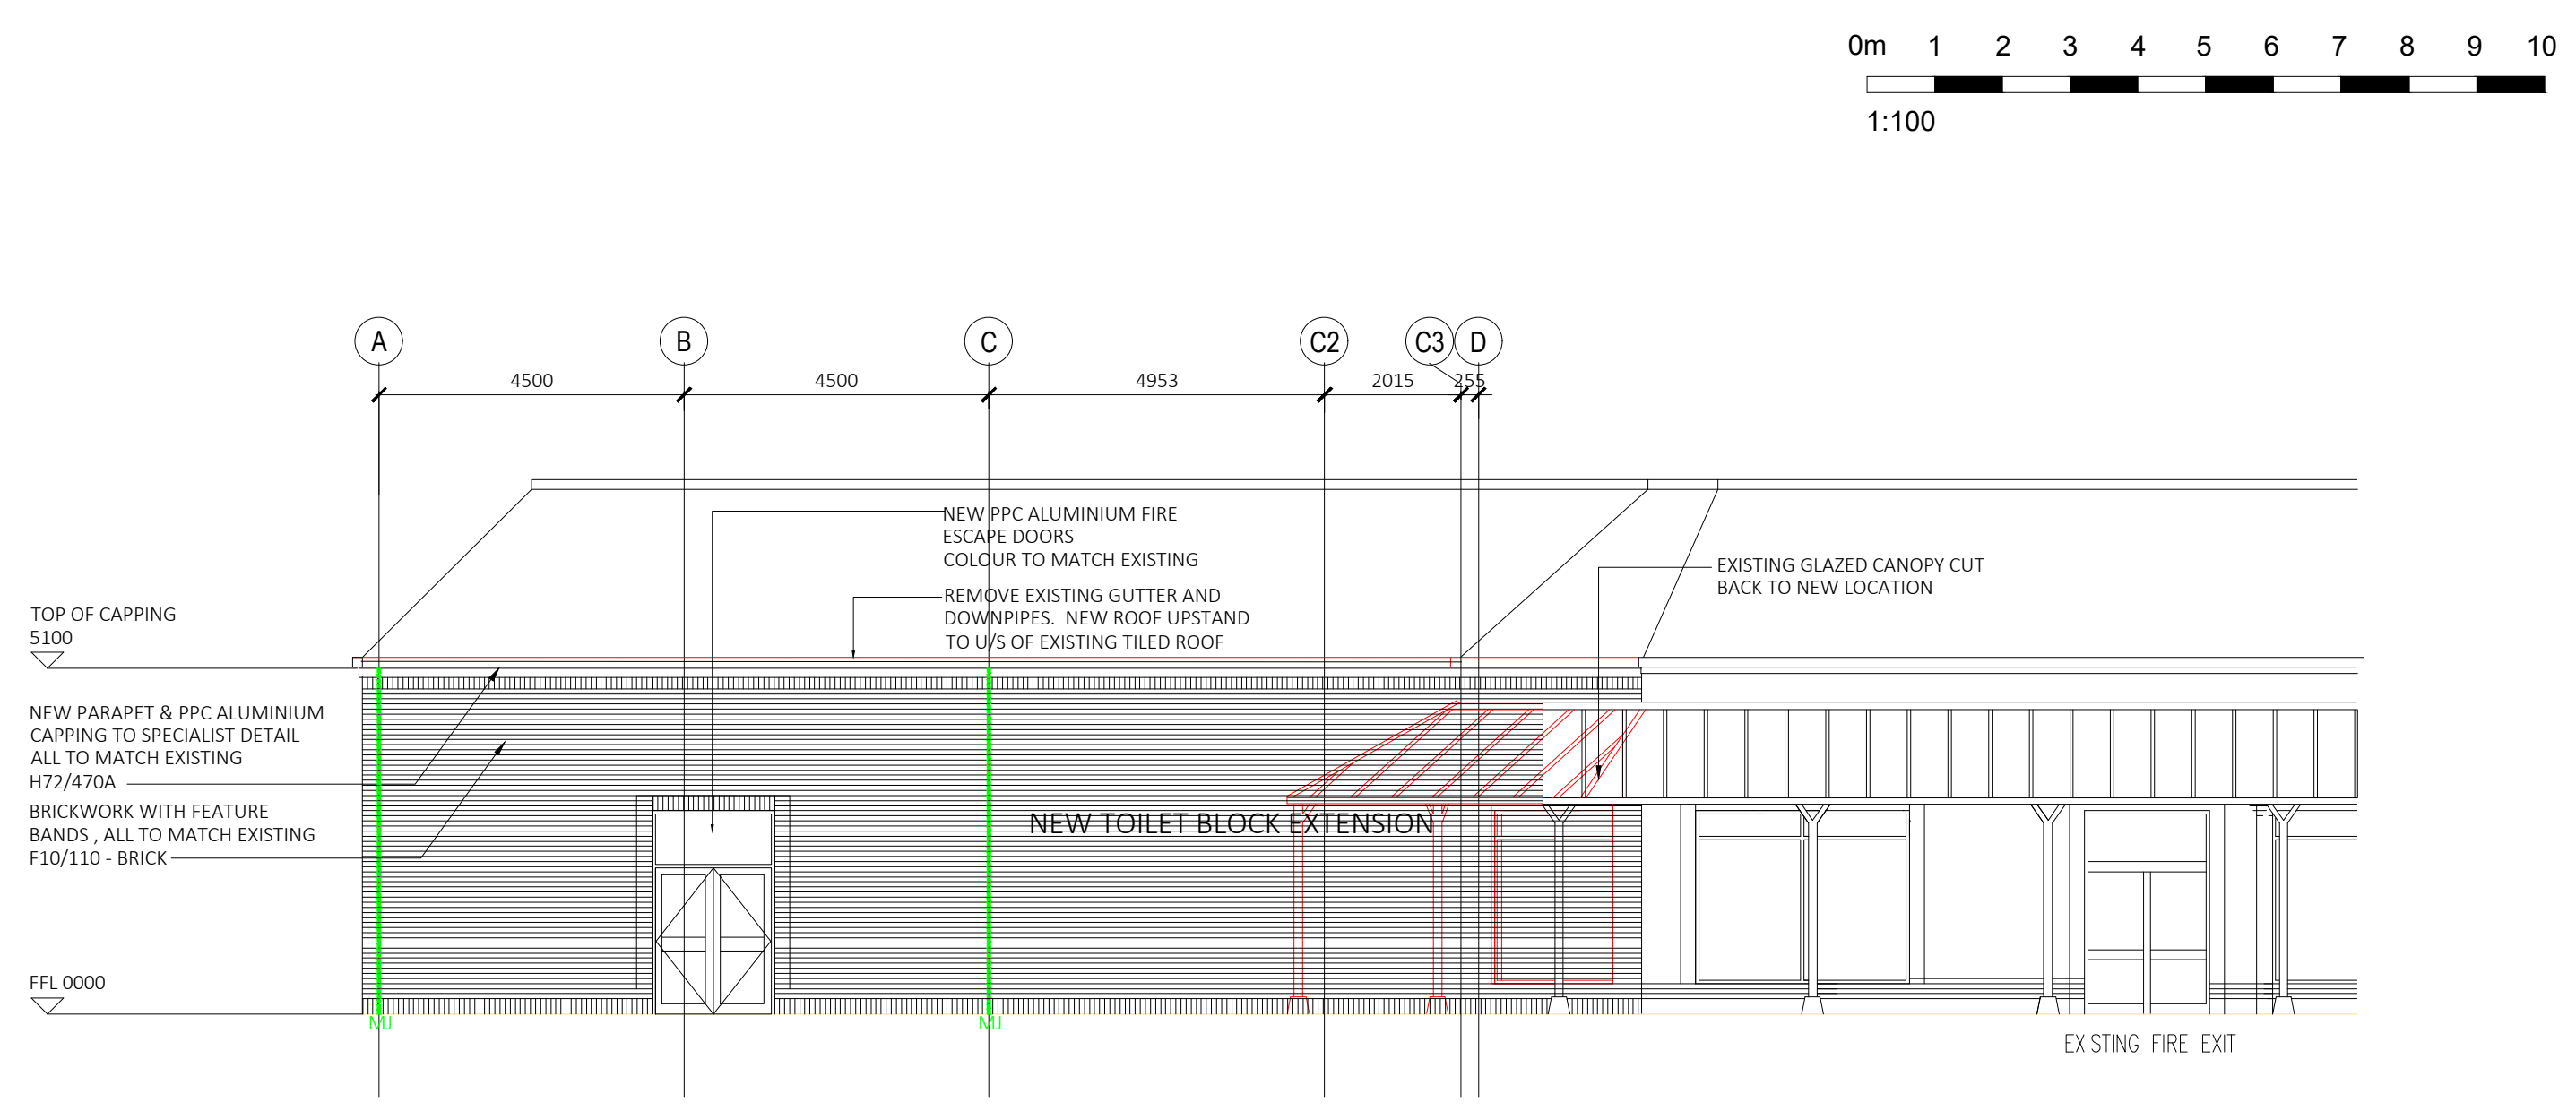 0m 1 2 3 4 5 6 7 8 9 10
1:100
A B C C2 C3 D
4500 4500 4953 2015 255
NEW PPC ALUMINIUM FIRE
ESCAPE DOORS
COLOUR TO MATCH EXISTING
REMOVE EXISTING GUTTER AND
DOWNPIPES. NEW ROOF UPSTAND
TO U/S OF EXISTING TILED ROOF
EXISTING GLAZED CANOPY CUT
BACK TO NEW LOCATION
TOP OF CAPPING
5100
NEW PARAPET & PPC ALUMINIUM
CAPPING TO SPECIALIST DETAIL
ALL TO MATCH EXISTING
H72/470A
BRICKWORK WITH FEATURE
BANDS , ALL TO MATCH EXISTING
F10/110 - BRICK
NEW TOILET BLOCK EXTENSION
FFL 0000
MJ MJ
EXISTING FIRE EXIT